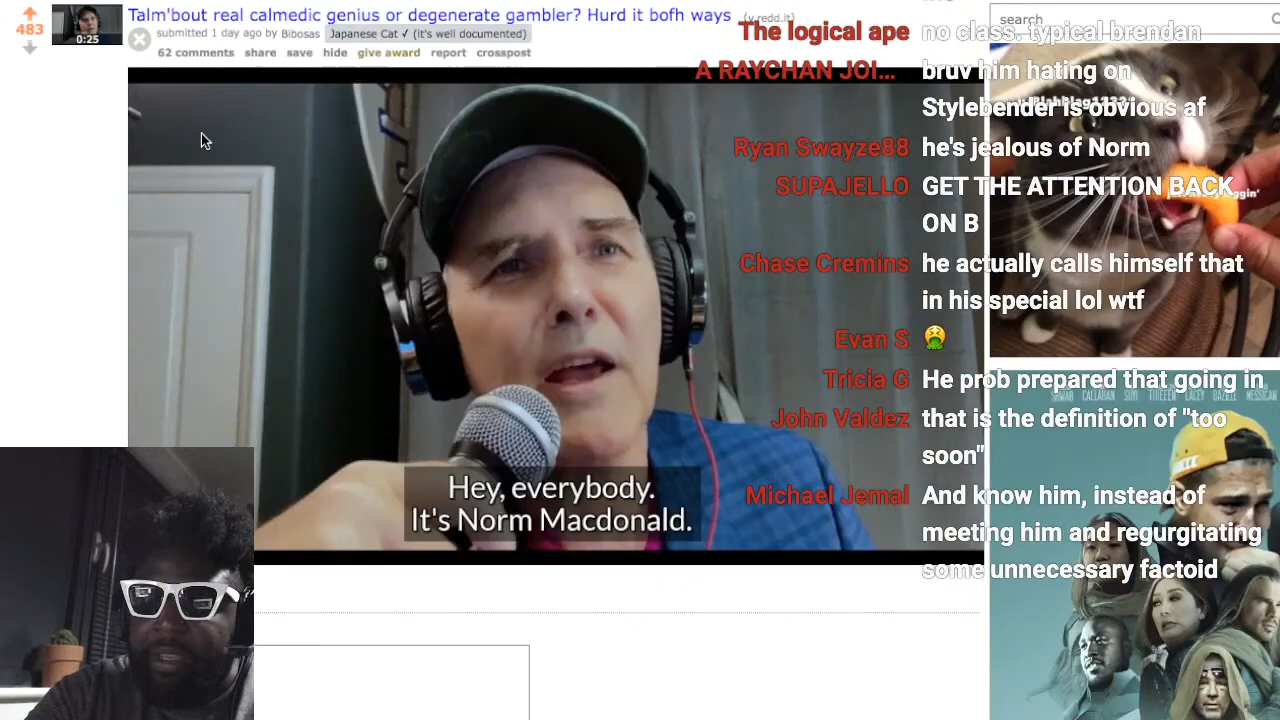 Talm'bout real calmedic genius or degenerate gambler? Hurd it bofh ways (v.redd.it)
483
0:25
submitted 1 day ago by Bibosas Japanese Cat ✓ (it's well documented)
62 comments share save hide give award report crosspost
search
The logical ape no class. typical brendan
A RAYCHAN JOI... bruv him hating on
Stylebender is obvious af
Ryan Swayze88 he's jealous of Norm
SUPAJELLO GET THE ATTENTION BACK
ON B
Chase Cremins he actually calls himself that
in his special lol wtf
Evan S 🤮
Tricia G He prob prepared that going in
John Valdez that is the definition of "too
soon"
Michael Jemal And know him, instead of
meeting him and regurgitating
some unnecessary factoid
Hey, everybody.
It's Norm Macdonald.
CALLAHAN